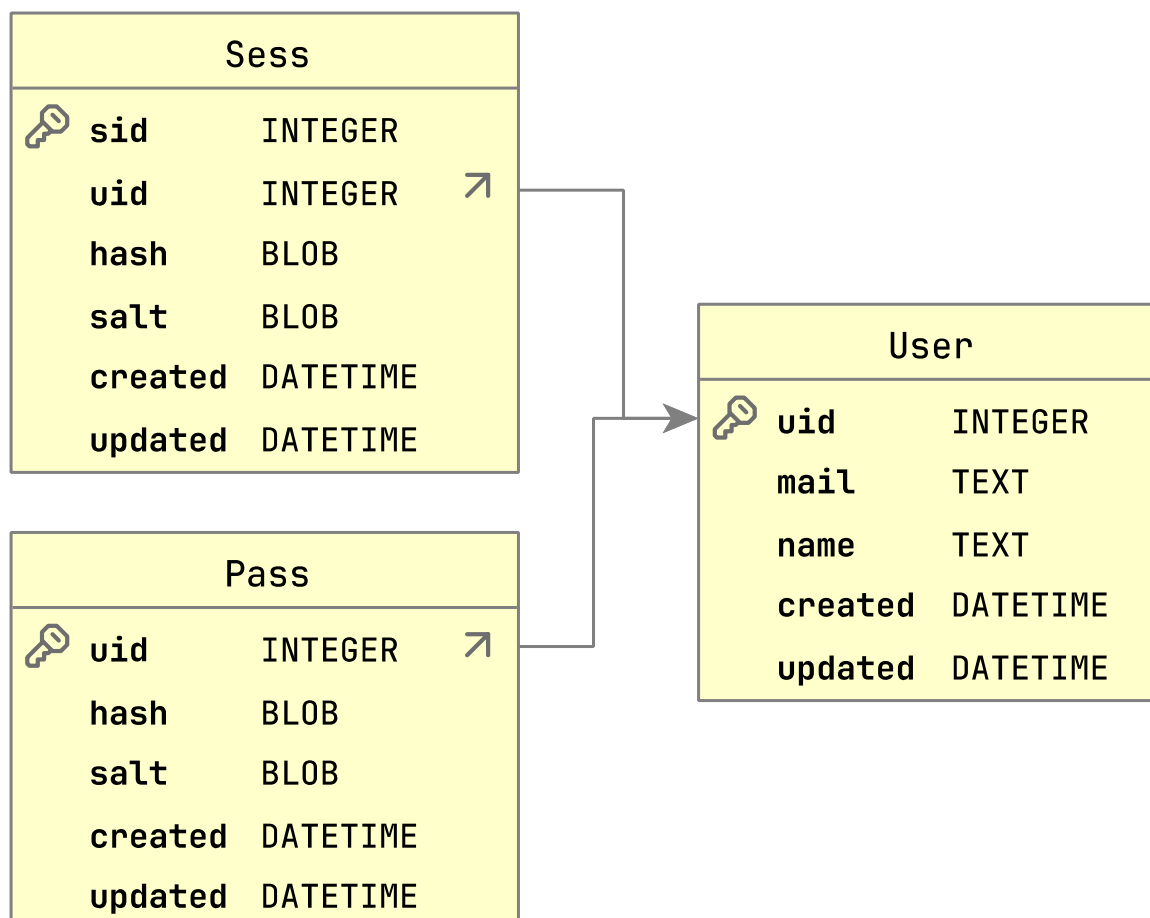 Sess
sid INTEGER
uid INTEGER
hash BLOB
salt BLOB
created DATETIME
updated DATETIME
User
uid INTEGER
mail TEXT
name TEXT
created DATETIME
updated DATETIME
Pass
uid INTEGER
hash BLOB
salt BLOB
created DATETIME
updated DATETIME